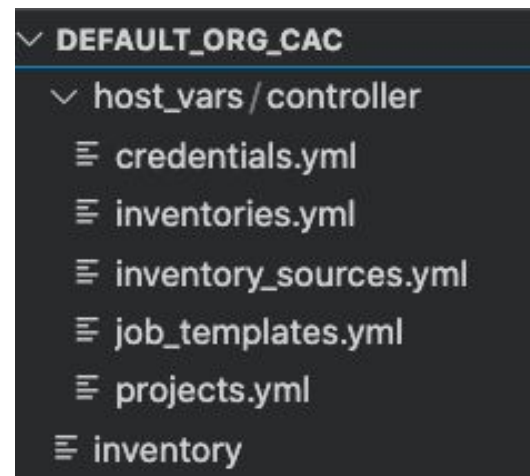 DEFAULT_ORG_CAC
host_vars/controller
credentials.yml
inventories.yml
inventory_sources.yml
job_templates.yml
projects.yml
inventory